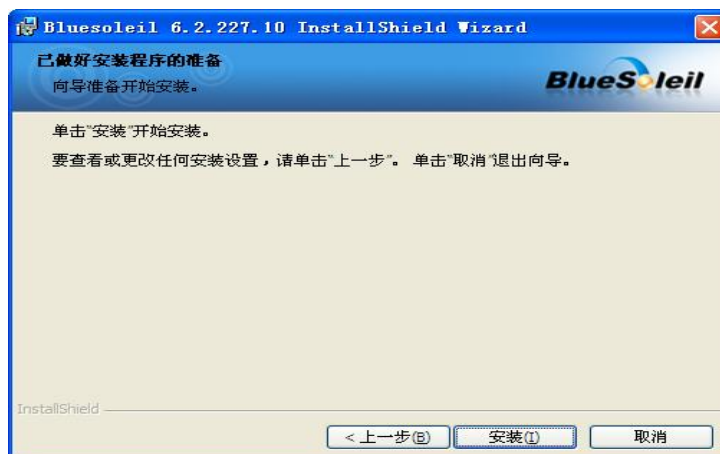 Bluesoleil 6.2.227.10 InstallShield Wizard
已做好安装程序的准备
向导准备开始安装。
BlueSoleil
单击"安装"开始安装。
要查看或更改任何安装设置，请单击"上一步"。 单击"取消"退出向导。
InstallShield
< 上一步(B) 安装(I) 取消